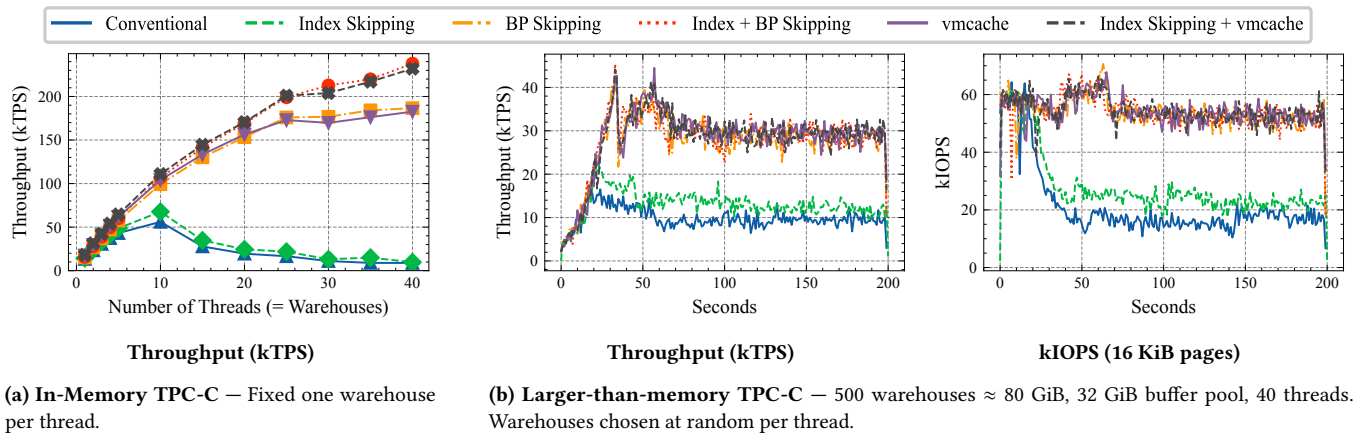 Conventional Index Skipping BP Skipping Index + BP Skipping vmcache Index Skipping + vmcache
Throughput (kTPS)
200
150
100
50
0
0 10 20 30 40
Number of Threads (= Warehouses)
Throughput (kTPS)
(a) In-Memory TPC-C — Fixed one warehouse
per thread.
Throughput (kTPS)
40
30
20
10
0
0 50 100 150 200
Seconds
Throughput (kTPS)
kIOPS
60
40
20
0
0 50 100 150 200
Seconds
kIOPS (16 KiB pages)
(b) Larger-than-memory TPC-C — 500 warehouses ≈ 80 GiB, 32 GiB buffer pool, 40 threads.
Warehouses chosen at random per thread.